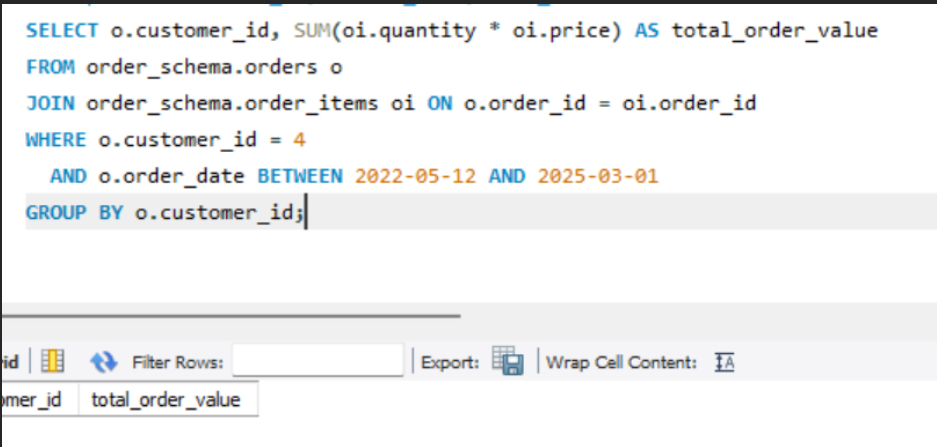 SELECT o.customer_id, SUM(oi.quantity * oi.price) AS total_order_value
FROM order_schema.orders o
JOIN order_schema.order_items oi ON o.order_id = oi.order_id
WHERE o.customer_id = 4
AND o.order_date BETWEEN 2022-05-12 AND 2025-03-01
GROUP BY o.customer_id;
id Filter Rows: Export: Wrap Cell Content: IA
omer_id total_order_value